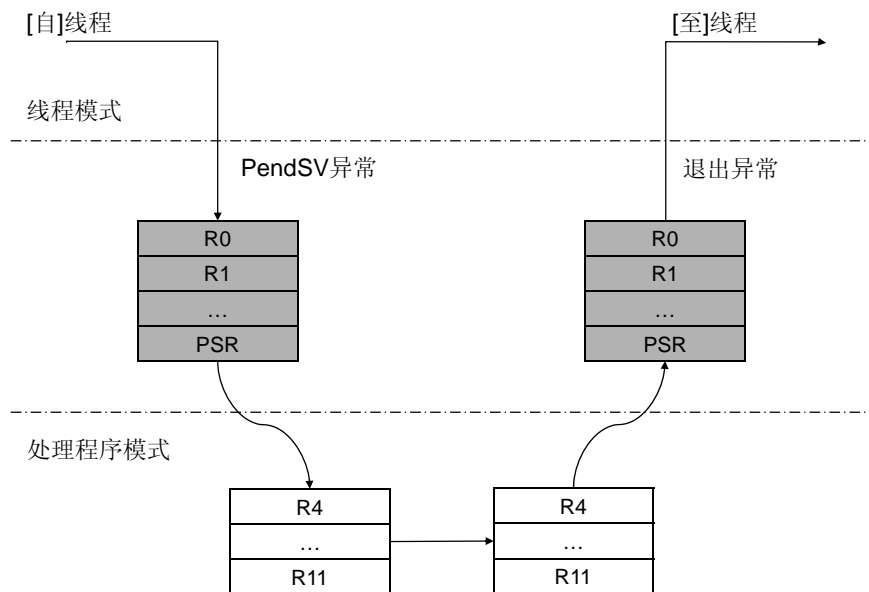 [自]线程
[至]线程
线程模式
PendSV异常
退出异常
R0
R1
…
PSR
R0
R1
…
PSR
处理程序模式
R4
…
R11
R4
…
R11